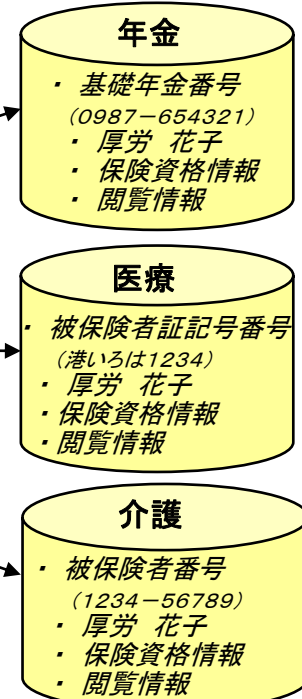 年金
・ 基礎年金番号
(0987-654321)
・ 厚労 花子
・ 保険資格情報
・ 閲覧情報
医療
・ 被保険者証記号番号
(港いろは1234)
・ 厚労 花子
・保険資格情報
・閲覧情報
介護
・ 被保険者番号
(1234-56789)
・ 厚労 花子
・ 保険資格情報
・ 閲覧情報